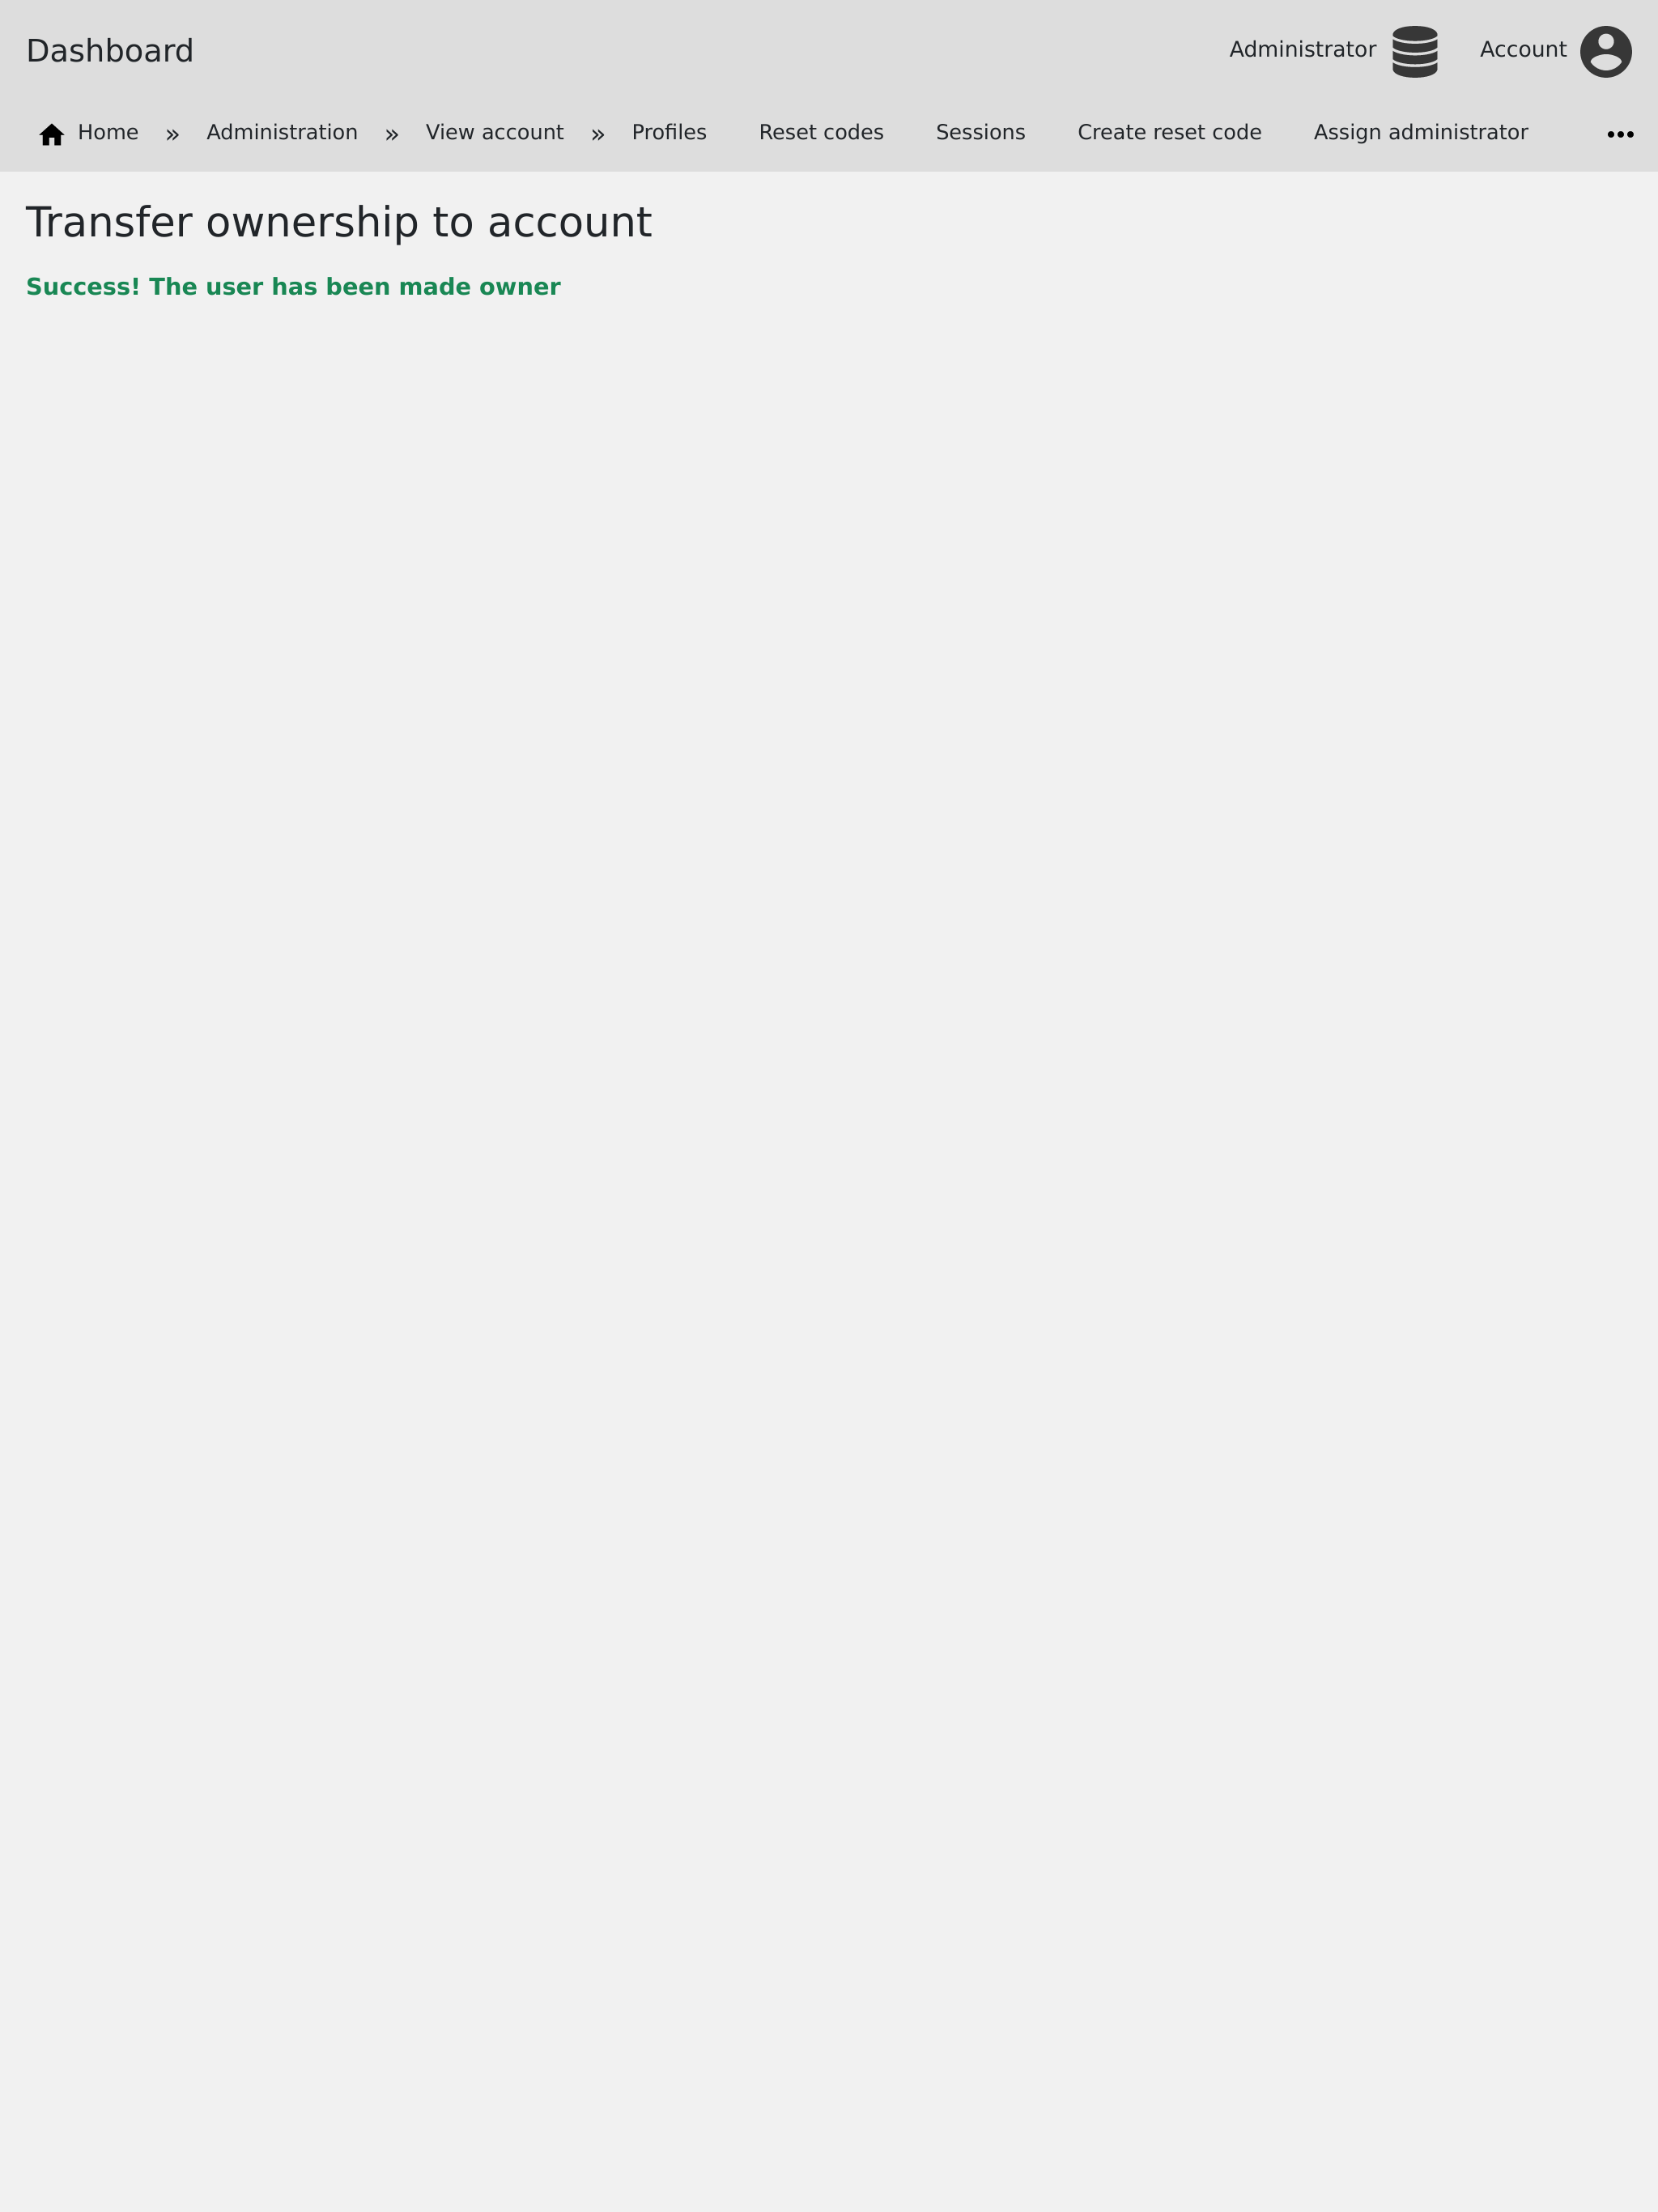 Dashboard
Administrator
Account
Home » Administration » View account » Profiles Reset codes Sessions Create reset code Assign administrator •••
Transfer ownership to account
Success! The user has been made owner